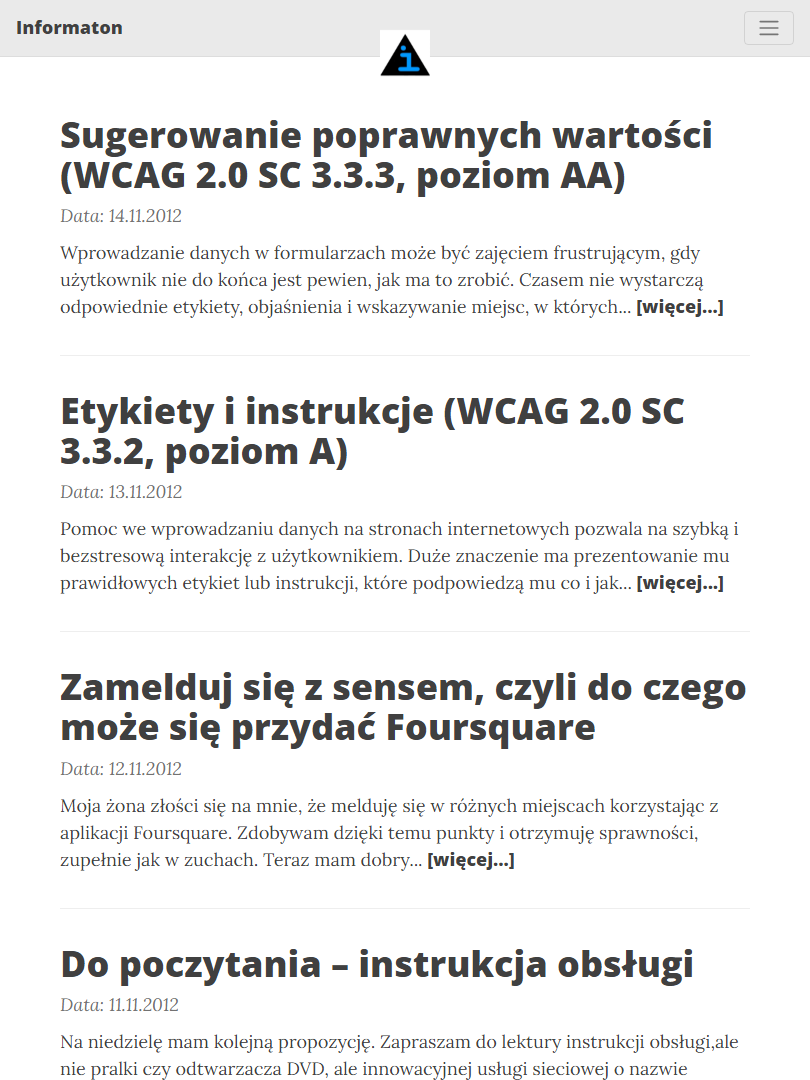 Informaton
i
Sugerowanie poprawnych wartości
(WCAG 2.0 SC 3.3.3, poziom AA)
Data: 14.11.2012
Wprowadzanie danych w formularzach może być zajęciem frustrującym, gdy
użytkownik nie do końca jest pewien, jak ma to zrobić. Czasem nie wystarczą
odpowiednie etykiety, objaśnienia i wskazywanie miejsc, w których... [więcej...]
Etykiety i instrukcje (WCAG 2.0 SC
3.3.2, poziom A)
Data: 13.11.2012
Pomoc we wprowadzaniu danych na stronach internetowych pozwala na szybką i
bezstresową interakcję z użytkownikiem. Duże znaczenie ma prezentowanie mu
prawidłowych etykiet lub instrukcji, które podpowiedzą mu co i jak... [więcej...]
Zamelduj się z sensem, czyli do czego
może się przydać Foursquare
Data: 12.11.2012
Moja żona złości się na mnie, że melduję się w różnych miejscach korzystając z
aplikacji Foursquare. Zdobywam dzięki temu punkty i otrzymuję sprawności,
zupełnie jak w zuchach. Teraz mam dobry... [więcej...]
Do poczytania – instrukcja obsługi
Data: 11.11.2012
Na niedzielę mam kolejną propozycję. Zapraszam do lektury instrukcji obsługi,ale
nie pralki czy odtwarzacza DVD, ale innowacyjnej usługi sieciowej o nazwie